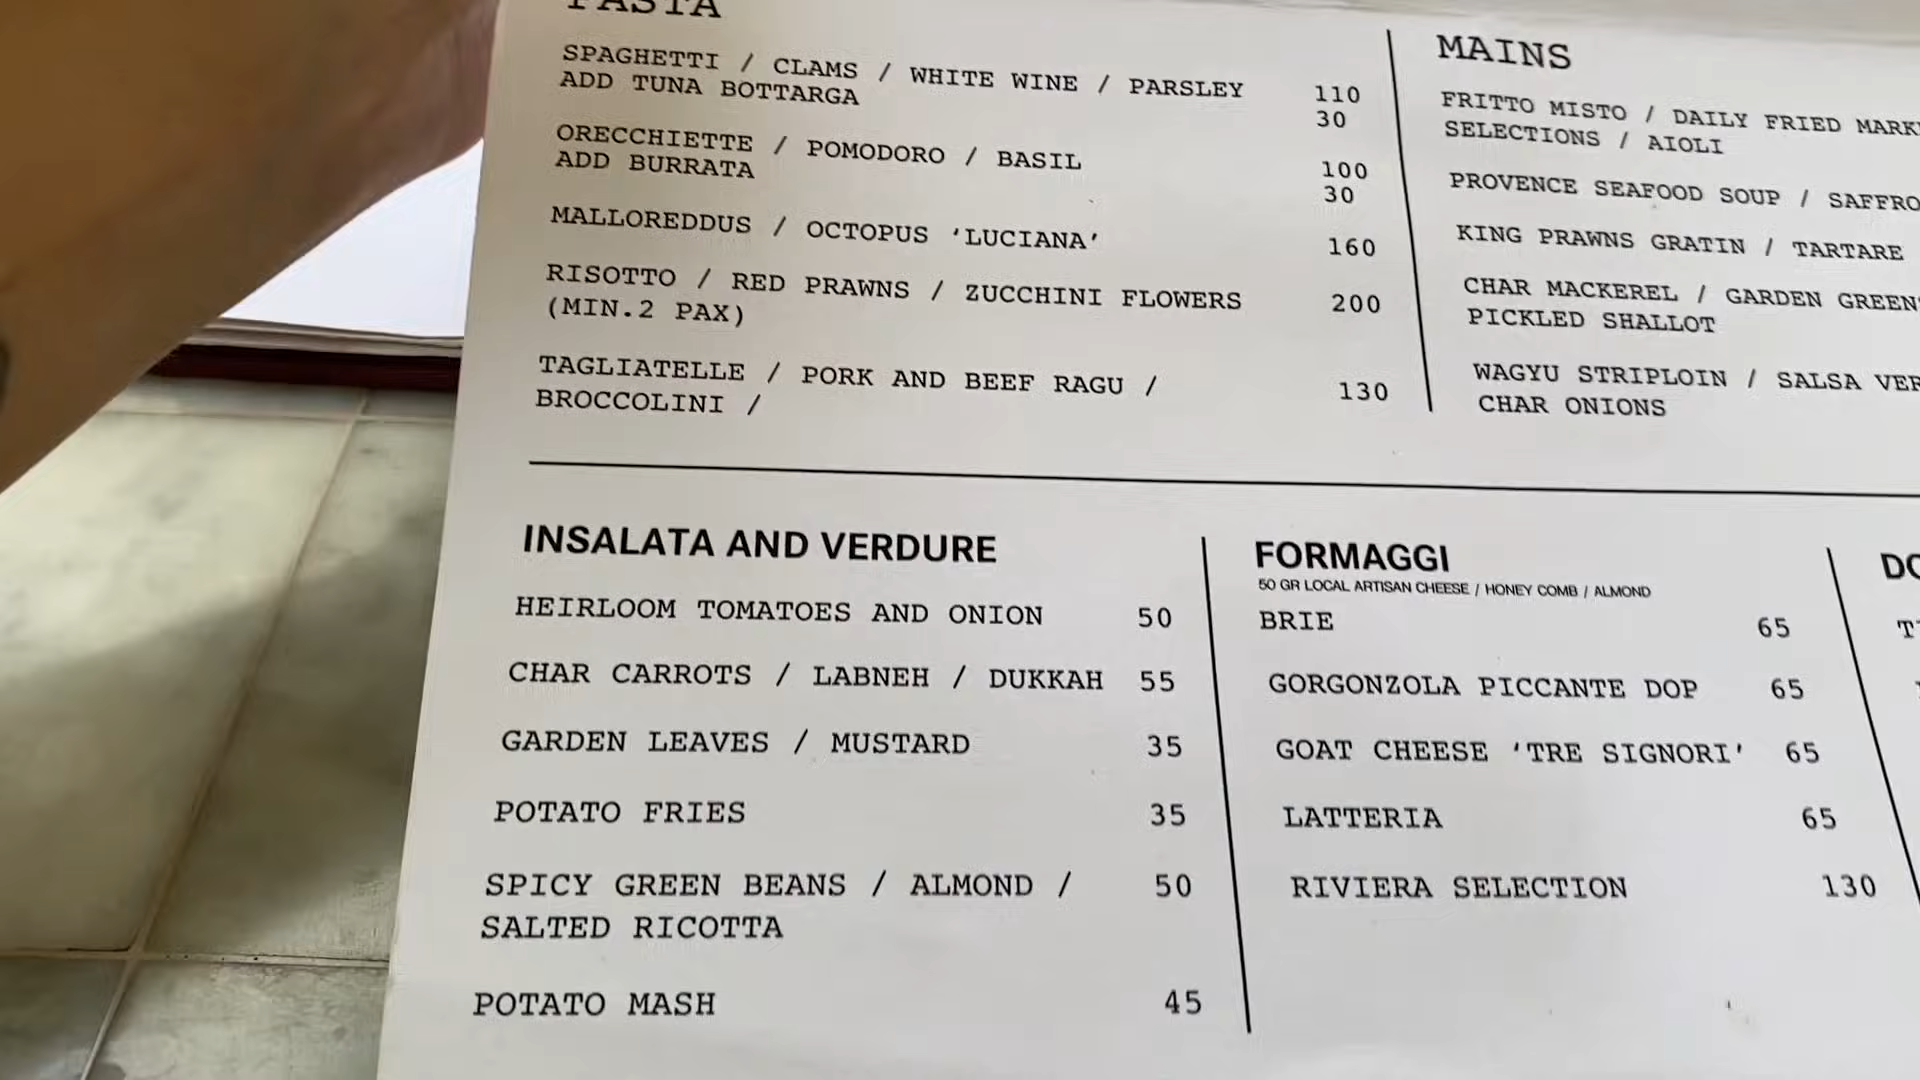 PASTA
SPAGHETTI / CLAMS / WHITE WINE / PARSLEY 110
ADD TUNA BOTTARGA 30
ORECCHIETTE / POMODORO / BASIL 100
ADD BURRATA 30
MALLOREDDUS / OCTOPUS ‘LUCIANA’ 160
RISOTTO / RED PRAWNS / ZUCCHINI FLOWERS 200
(MIN.2 PAX)
TAGLIATELLE / PORK AND BEEF RAGU / 130
BROCCOLINI /
MAINS
FRITTO MISTO / DAILY FRIED
SELECTIONS / AIOLI
PROVENCE SEAFOOD SOUP /
KING PRAWNS GRATIN / TARTARE
CHAR MACKEREL / GARDEN
PICKLED SHALLOT
WAGYU STRIPLOIN / SALSA
CHAR ONIONS
INSALATA AND VERDURE
HEIRLOOM TOMATOES AND ONION 50
CHAR CARROTS / LABNEH / DUKKAH 55
GARDEN LEAVES / MUSTARD 35
POTATO FRIES 35
SPICY GREEN BEANS / ALMOND / 50
SALTED RICOTTA
POTATO MASH 45
FORMAGGI
50 GR LOCAL ARTISAN CHEESE / HONEY COMB / ALMOND
BRIE 65
GORGONZOLA PICCANTE DOP 65
GOAT CHEESE ‘TRE SIGNORI’ 65
LATTERIA 65
RIVIERA SELECTION 130